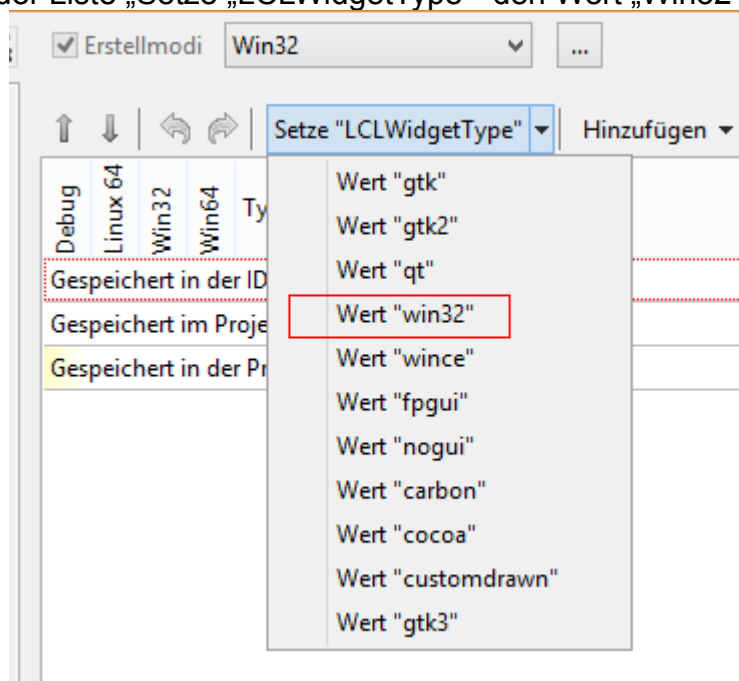 der Liste „Setze „LCLWidgetType“ den Wert „Win32
Erstellmodi Win32 ...
Setze "LCLWidgetType" Hinzufügen
Debug Linux 64 Win32 Win64 Ty
Wert "gtk"
Wert "gtk2"
Gespeichert in der ID
Wert "qt"
Gespeichert im Proje
Wert "win32"
Gespeichert in der Pr
Wert "wince"
Wert "fpgui"
Wert "nogui"
Wert "carbon"
Wert "cocoa"
Wert "customdrawn"
Wert "gtk3"